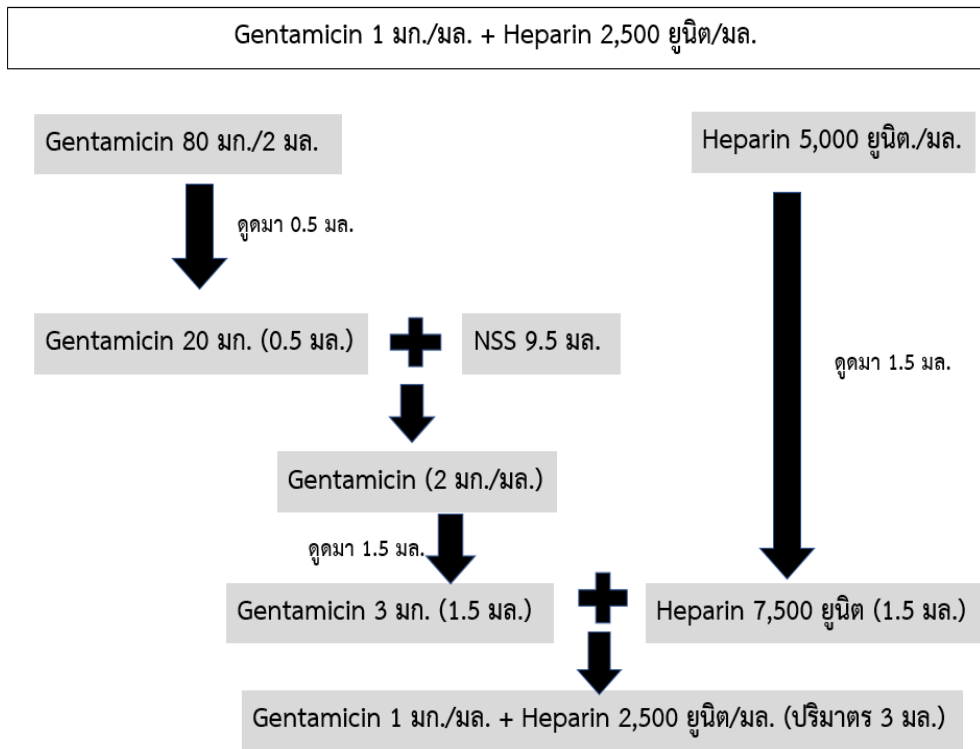 Gentamicin 1 มก./มล. + Heparin 2,500 ยูนิต/มล.
Gentamicin 80 มก./2 มล.
Heparin 5,000 ยูนิต./มล.
ดูดมา 0.5 มล.
Gentamicin 20 มก. (0.5 มล.)
NSS 9.5 มล.
ดูดมา 1.5 มล.
Gentamicin (2 มก./มล.)
ดูดมา 1.5 มล.
Gentamicin 3 มก. (1.5 มล.)
Heparin 7,500 ยูนิต (1.5 มล.)
Gentamicin 1 มก./มล. + Heparin 2,500 ยูนิต/มล. (ปริมาตร 3 มล.)